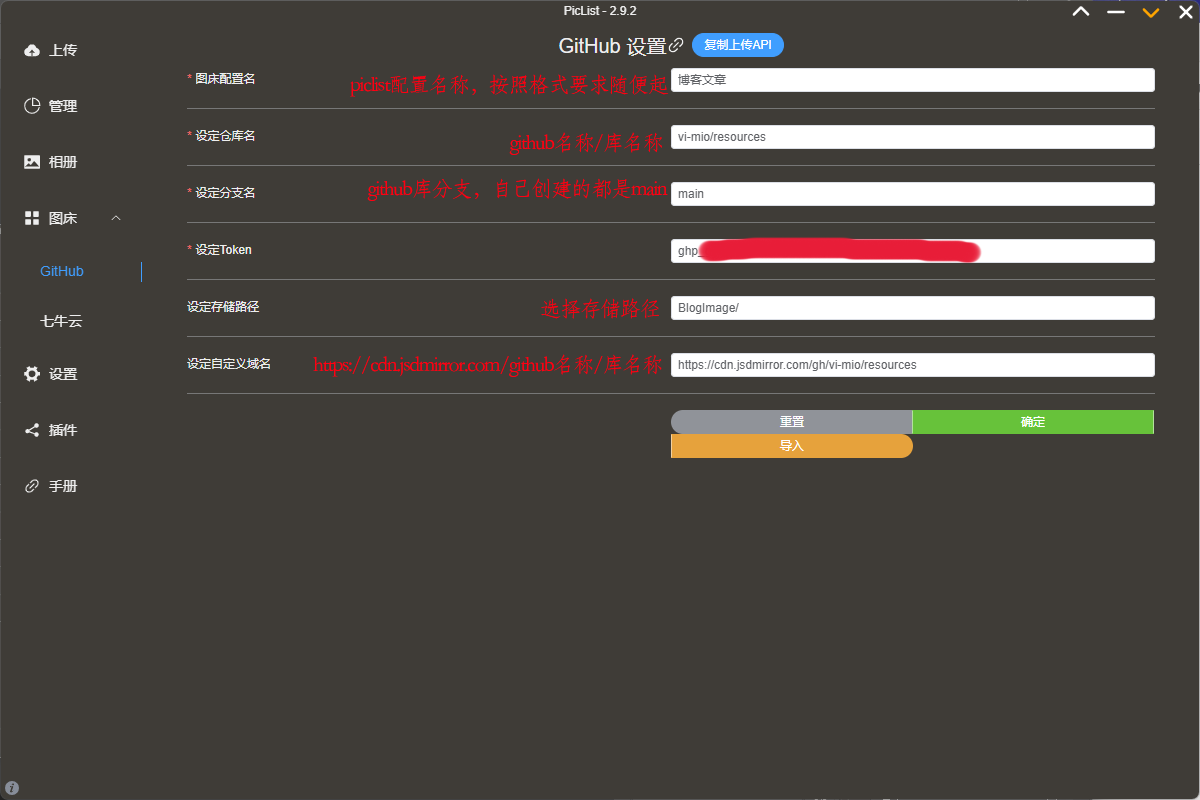 PicList - 2.9.2
GitHub 设置 复制上传API
上传
管理
相册
图床
GitHub
七牛云
设置
插件
手册
* 图床配置名 piclist配置名称，按照格式要求随便起 博客文章
* 设定仓库名 github名称/库名称 vi-mio/resources
* 设定分支名 github库分支，自己创建的都是main main
* 设定Token ghp_
设定存储路径 选择存储路径 BlogImage/
设定自定义域名 https://cdn.jsdmirror.com/github名称/库名称 https://cdn.jsdmirror.com/gh/vi-mio/resources
重置 确定
导入